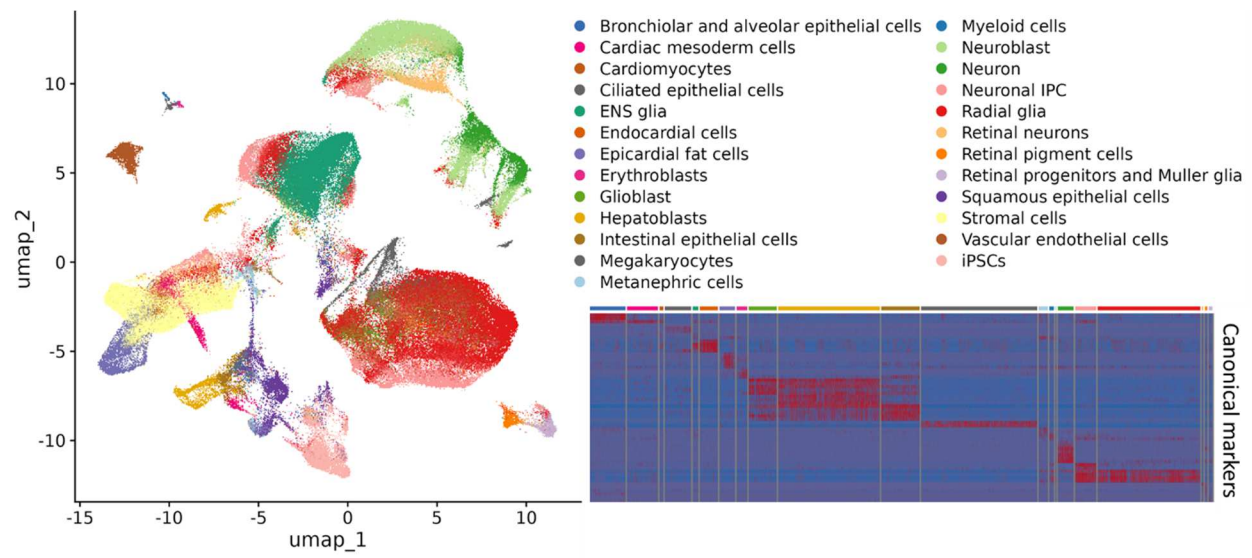 10
5
0
-5
-10
umap_2
-15
-10
-5
0
5
10
umap_1
Bronchiolar and alveolar epithelial cells
Cardiac mesoderm cells
Cardiomyocytes
Ciliated epithelial cells
ENS glia
Endocardial cells
Epicardial fat cells
Erythroblasts
Glioblast
Hepatoblasts
Intestinal epithelial cells
Megakaryocytes
Metanephric cells
Myeloid cells
Neuroblast
Neuron
Neuronal IPC
Radial glia
Retinal neurons
Retinal pigment cells
Retinal progenitors and Muller glia
Squamous epithelial cells
Stromal cells
Vascular endothelial cells
iPSCs
Canonical markers